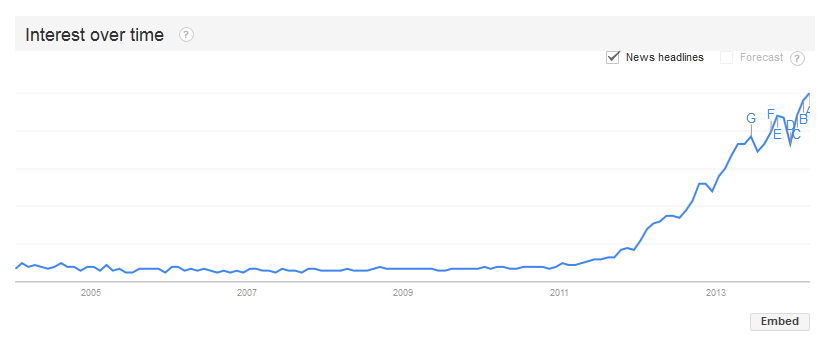 Interest over time ?
News headlines Forecast ?
G
F
E
D
C
B
A
2005 2007 2009 2011 2013
Embed